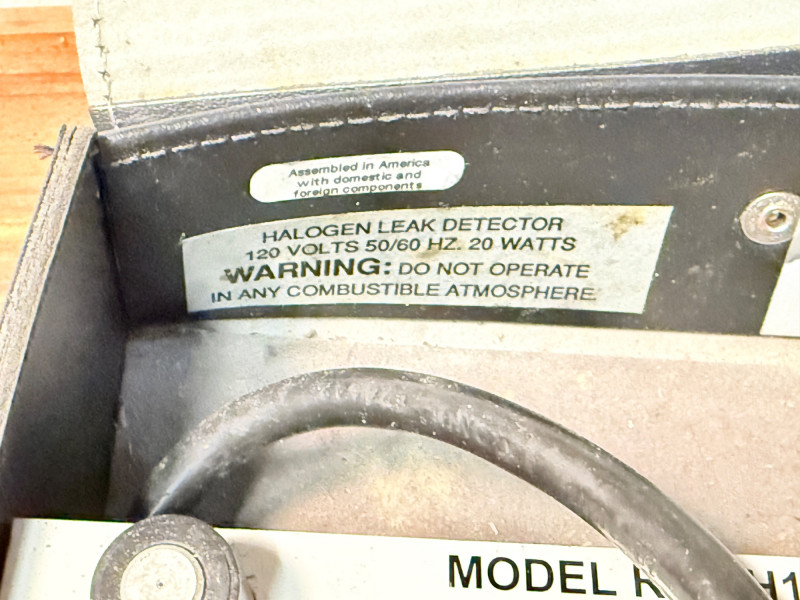 Assembled in America
with domestic and
foreign components
HALOGEN LEAK DETECTOR
120 VOLTS 50/60 HZ. 20 WATTS
WARNING: DO NOT OPERATE
IN ANY COMBUSTIBLE ATMOSPHERE.
MODEL